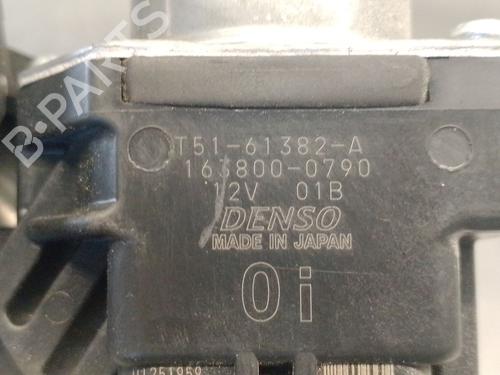 B-PARTS
T51-61382-A
163800-0790
12V 01B
DENSO
MADE IN JAPAN
0i